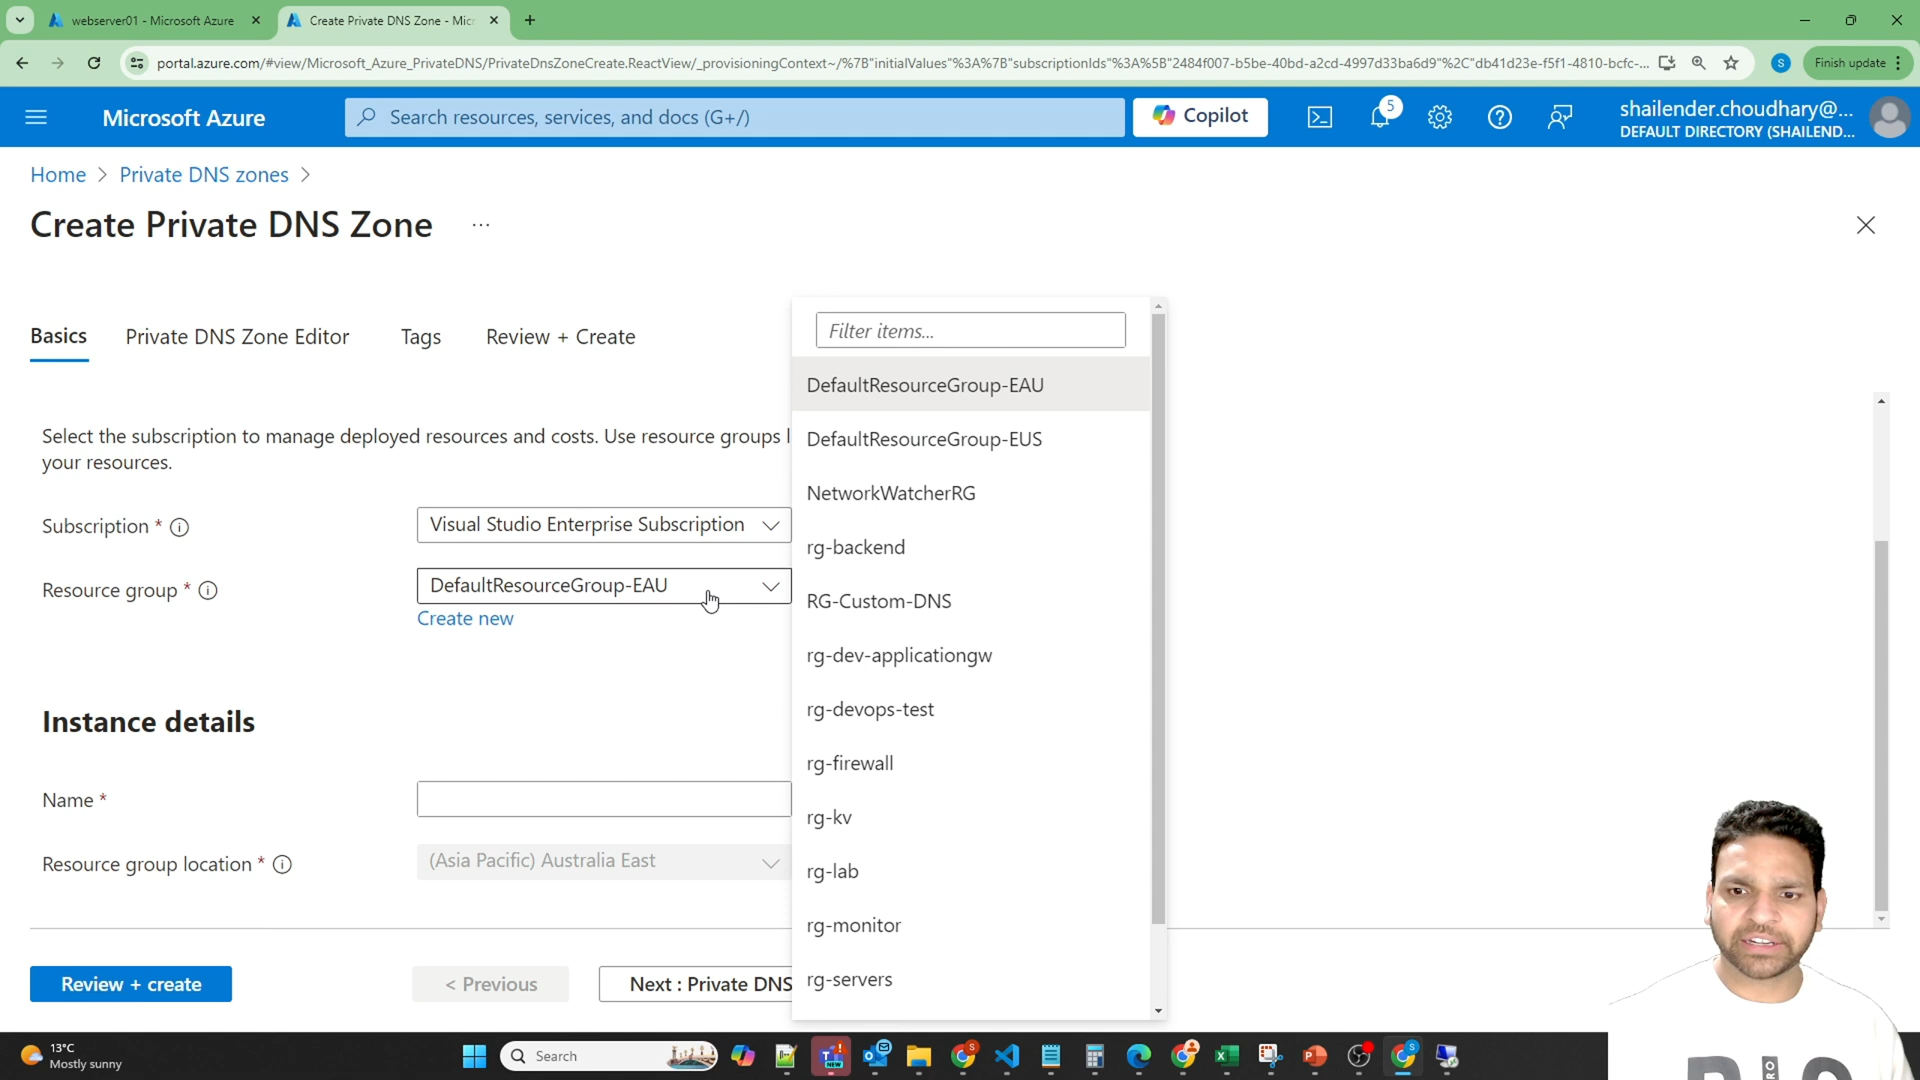 webserver01 - Microsoft Azure
Create Private DNS Zone - Micr
portal.azure.com/#view/Microsoft_Azure_PrivateDNS/PrivateDnsZoneCreate.ReactView/_provisioningContext~/%7B"initialValues"%3A%7B"subscriptionIds"%3A%5B"2484f007-b5be-40bd-a2cd-4997d33ba6d9"%2C"db41d23e-f5f1-4810-bcfc-...
S
Finish update
Microsoft Azure
Search resources, services, and docs (G+/)
Copilot
5
shailender.choudhary@...
DEFAULT DIRECTORY (SHAILEND...
Home > Private DNS zones >
Create Private DNS Zone ...
Basics
Private DNS Zone Editor
Tags
Review + Create
Select the subscription to manage deployed resources and costs. Use resource groups l
your resources.
Subscription *
Visual Studio Enterprise Subscription
Resource group *
DefaultResourceGroup-EAU
Create new
Instance details
Name *
Resource group location *
(Asia Pacific) Australia East
Review + create
< Previous
Next : Private DNS
Filter items...
DefaultResourceGroup-EAU
DefaultResourceGroup-EUS
NetworkWatcherRG
rg-backend
RG-Custom-DNS
rg-dev-applicationgw
rg-devops-test
rg-firewall
rg-kv
rg-lab
rg-monitor
rg-servers
13°C
Mostly sunny
Search